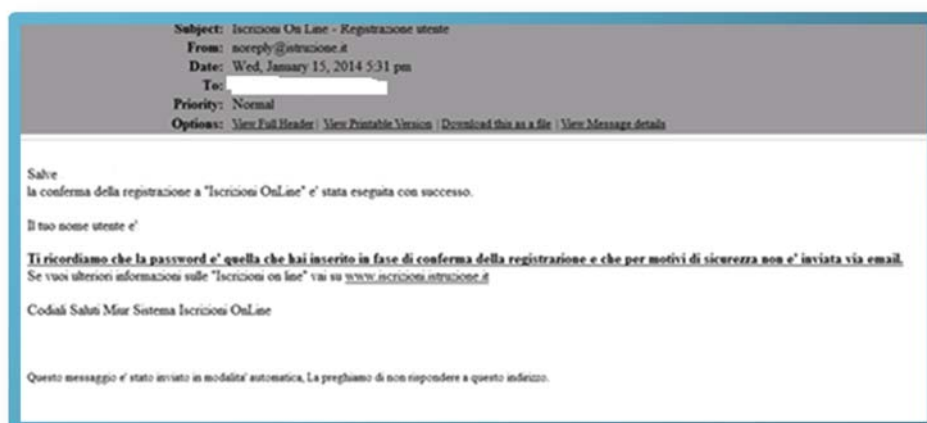 Subject: Iscrizioni On Line - Registrazione utente
From: noreply@istruzione.it
Date: Wed, January 15, 2014 5:31 pm
To:
Priority: Normal
Options: View Full Header | View Printable Version | Download this as a file | View Message details
Salve
la conferma della registrazione a "Iscrizioni OnLine" e' stata eseguita con successo.
Il tuo nome utente e'
Ti ricordiamo che la password e' quella che hai inserito in fase di conferma della registrazione e che per motivi di sicurezza non e' inviata via email.
Se vuoi ulteriori informazioni sulle "Iscrizioni on line" vai su www.iscrizioni.istruzione.it
Codiali Saluti Miur Sistema Iscrizioni OnLine
Questo messaggio e' stato inviato in modalita' automatica, La preghiamo di non rispondere a questo indirizzo.